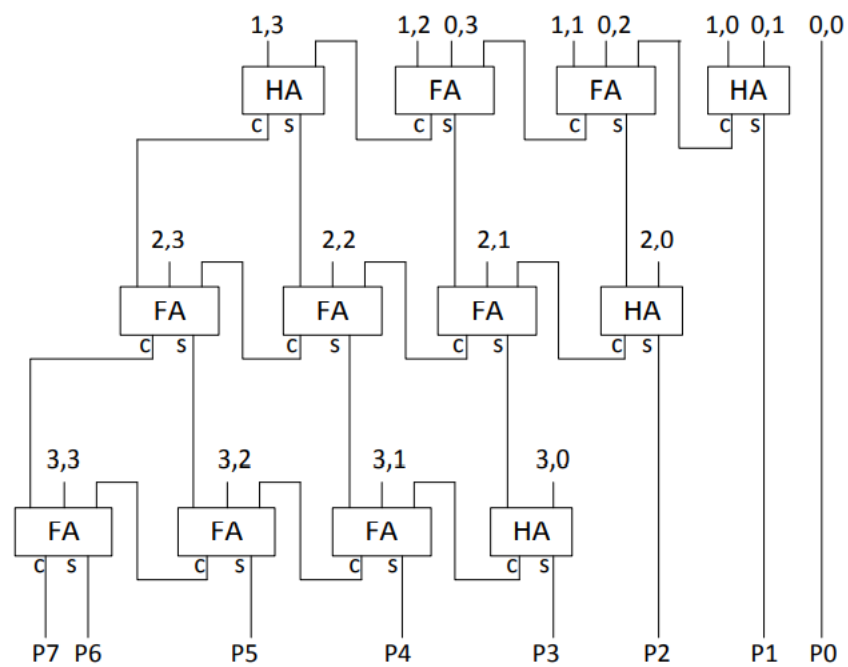 1,3 1,2 0,3 1,1 0,2 1,0 0,1 0,0
HA FA FA HA
c s c s c s c s
2,3 2,2 2,1 2,0
FA FA FA HA
c s c s c s c s
3,3 3,2 3,1 3,0
FA FA FA HA
c s c s c s c s
P7 P6 P5 P4 P3 P2 P1 P0